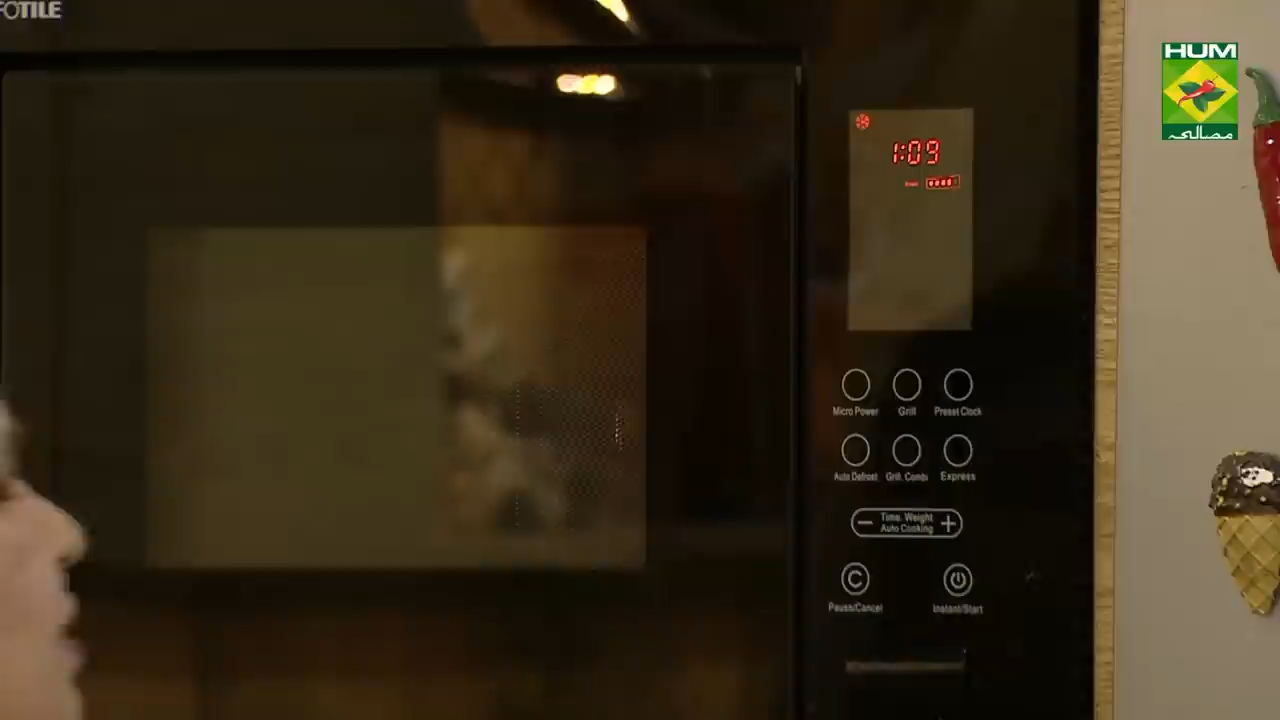 FOTILE
HUM
مصالحہ
1:09
Micro Power
Grill
Preset Clock
Auto Defrost
Grill. Combi
Express
Time. Weight
Auto Cooking
Pause/Cancel
Instant/Start